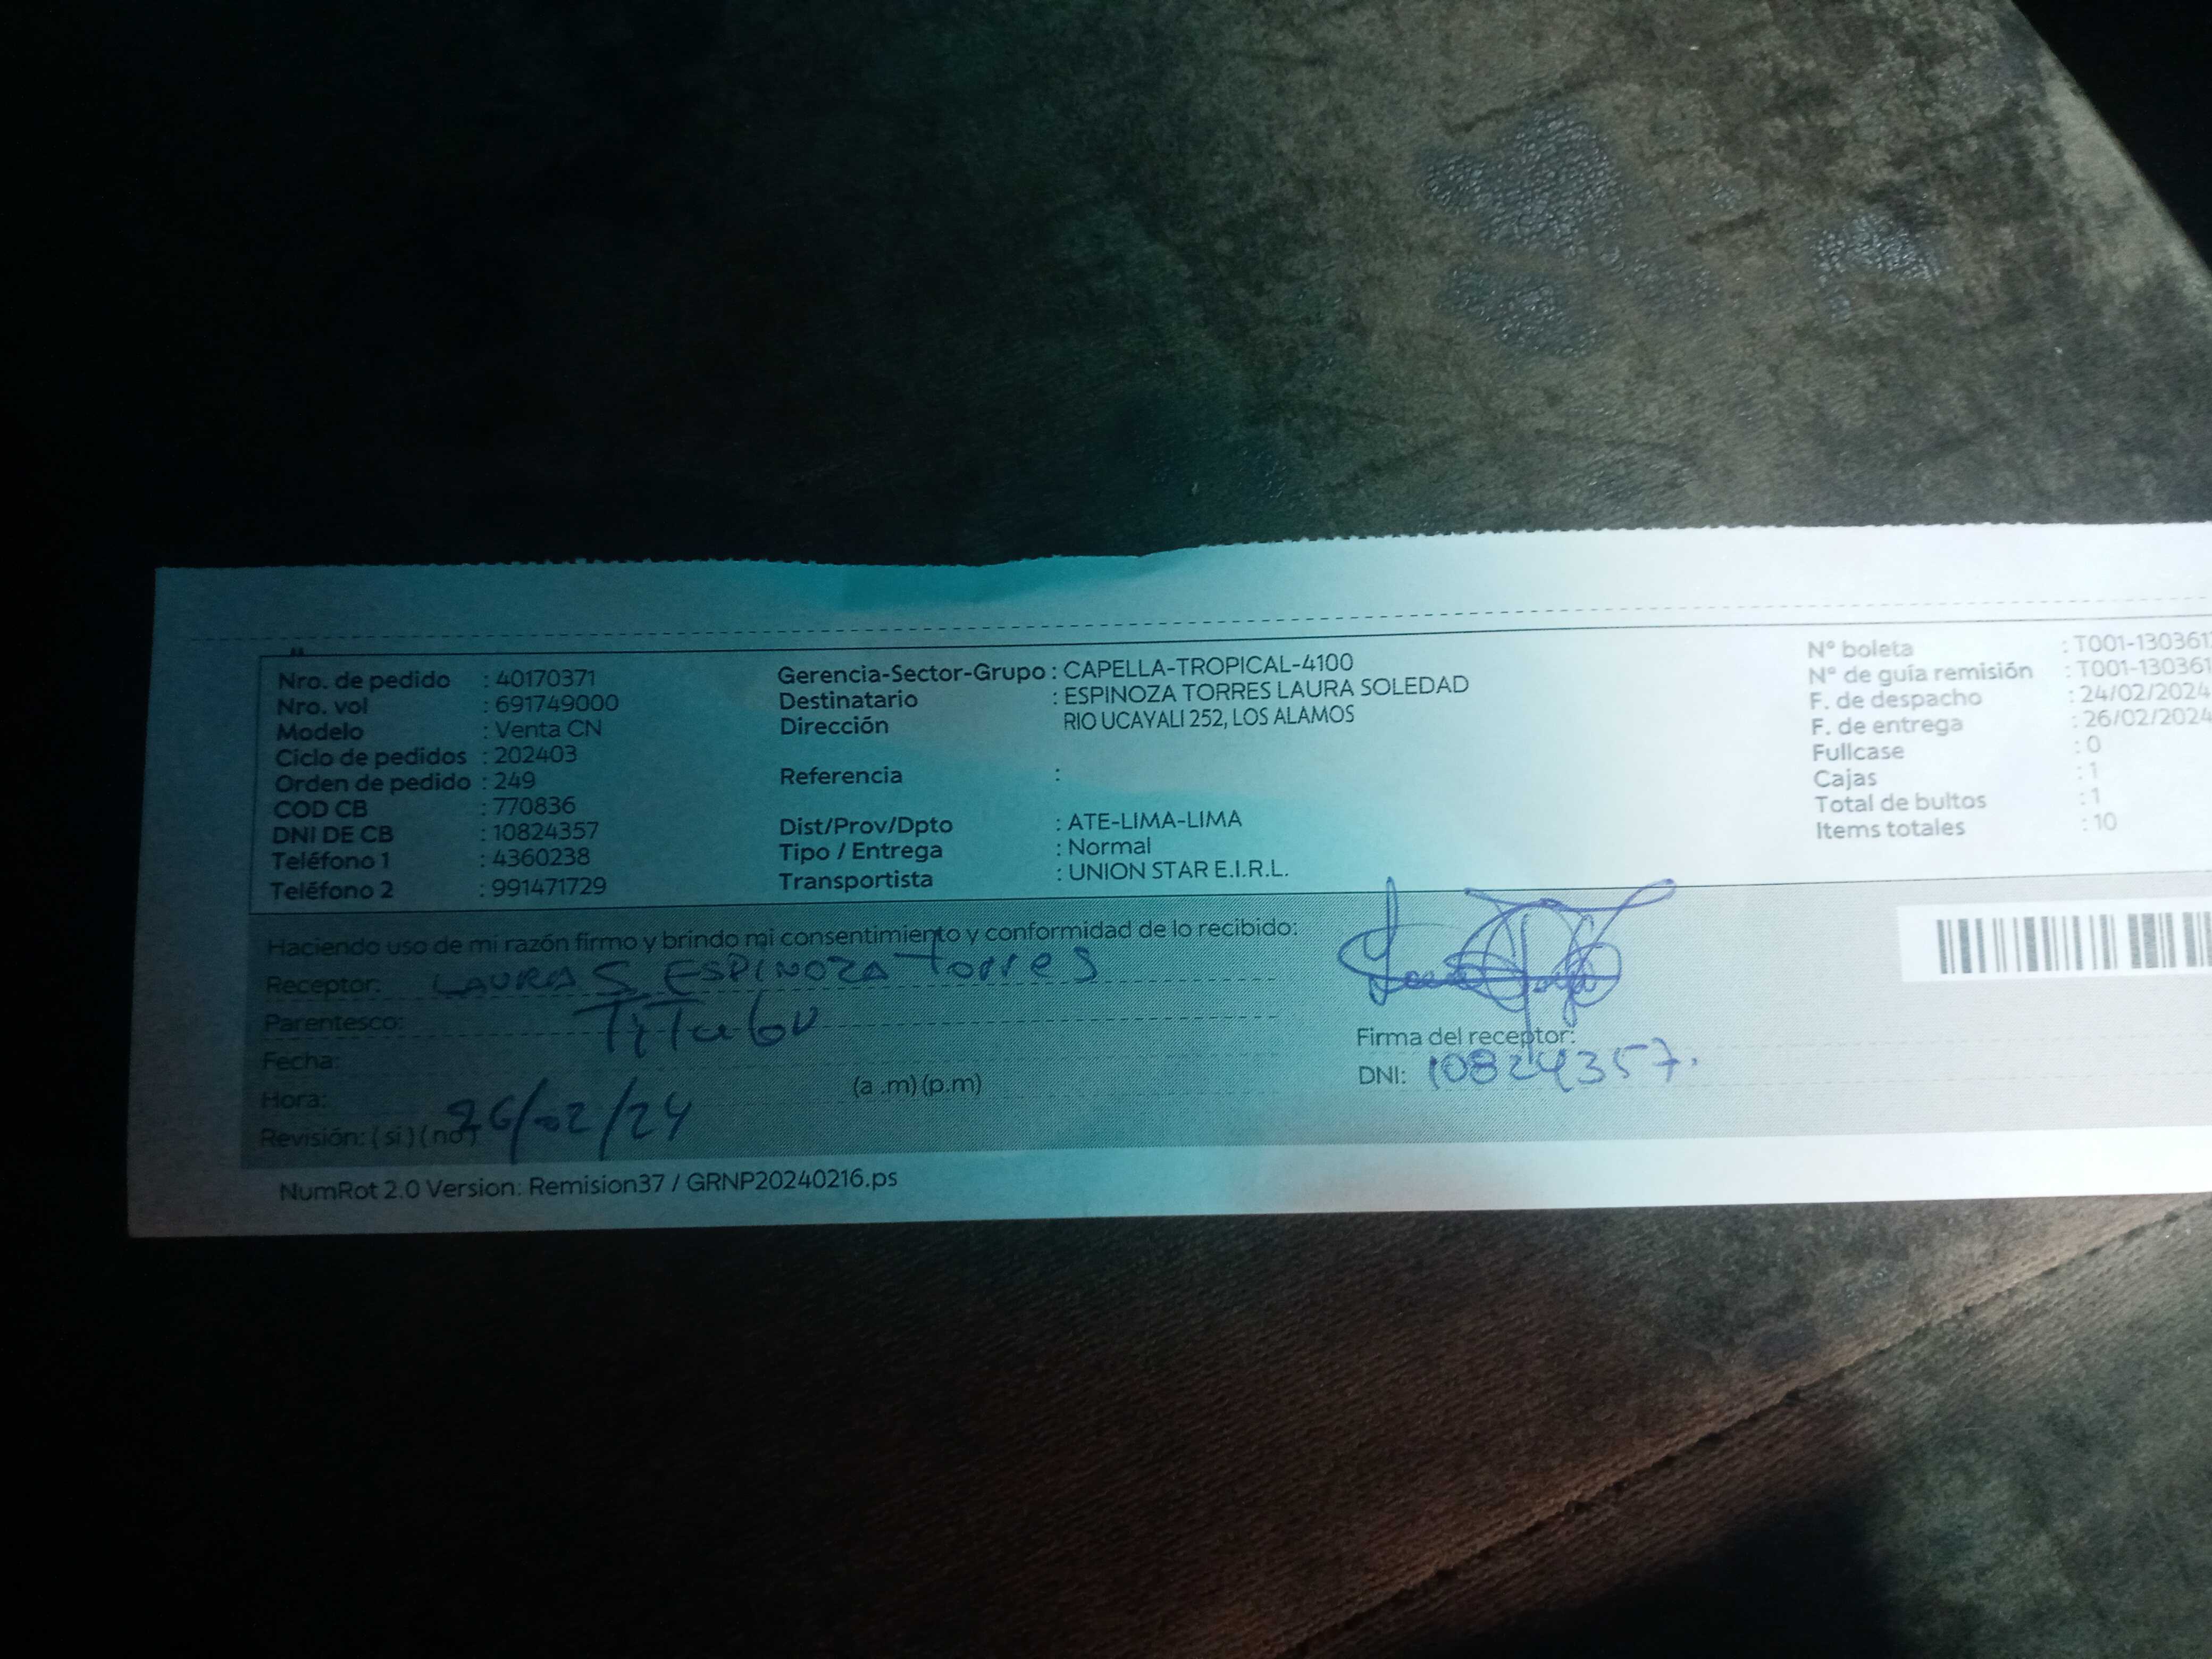 Nro. de pedido : 40170371
Nro. vol : 691749000
Modelo : Venta CN
Ciclo de pedidos : 202403
Orden de pedido : 249
COD CB : 770836
DNI DE CB : 10824357
Teléfono 1 : 4360238
Teléfono 2 : 991471729
Gerencia-Sector-Grupo : CAPELLA-TROPICAL-4100
Destinatario : ESPINOZA TORRES LAURA SOLEDAD
Dirección RIO UCAYALI 252, LOS ALAMOS
Referencia :
Dist/Prov/Dpto : ATE-LIMA-LIMA
Tipo / Entrega : Normal
Transportista : UNION STAR E.I.R.L.
N° boleta : T001-130361
N° de guía remisión : T001-130361
F. de despacho : 24/02/2024
F. de entrega : 26/02/2024
Fullcase : 0
Cajas : 1
Total de bultos : 1
Items totales : 10
Haciendo uso de mi razón firmo y brindo mi consentimiento y conformidad de lo recibido:
Receptor: LAURA S ESPINOZA Torres
Parentesco: TiTular
Fecha:
Hora: (a .m) (p.m)
26/02/24
Revisión: ( si ) ( no )
Firma del receptor:
DNI: 10824357.
NumRot 2.0 Version: Remision37 / GRNP20240216.ps